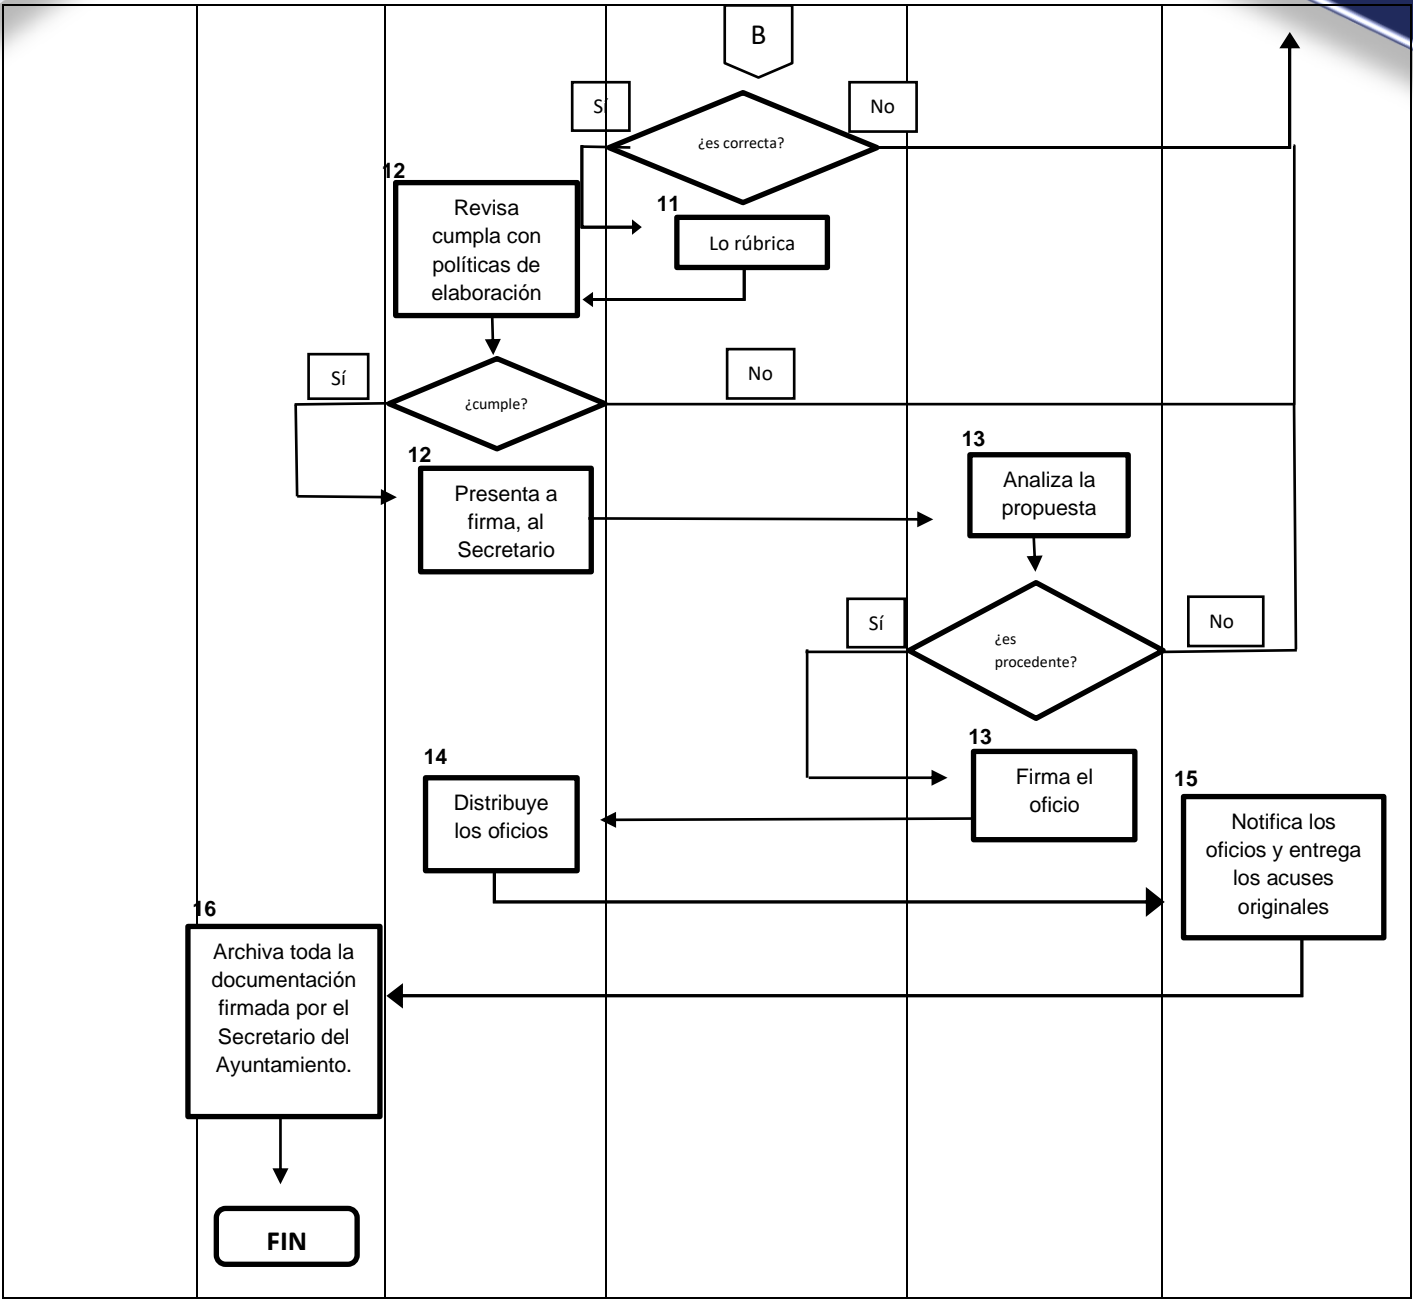 B
Sí
No
¿es correcta?
12
Revisa
cumpla con
políticas de
elaboración
11
Lo rúbrica
Sí
No
¿cumple?
12
Presenta a
firma, al
Secretario
13
Analiza la
propuesta
Sí
No
¿es
procedente?
13
Firma el
oficio
14
Distribuye
los oficios
15
Notifica los
oficios y entrega
los acuses
originales
16
Archiva toda la
documentación
firmada por el
Secretario del
Ayuntamiento.
FIN